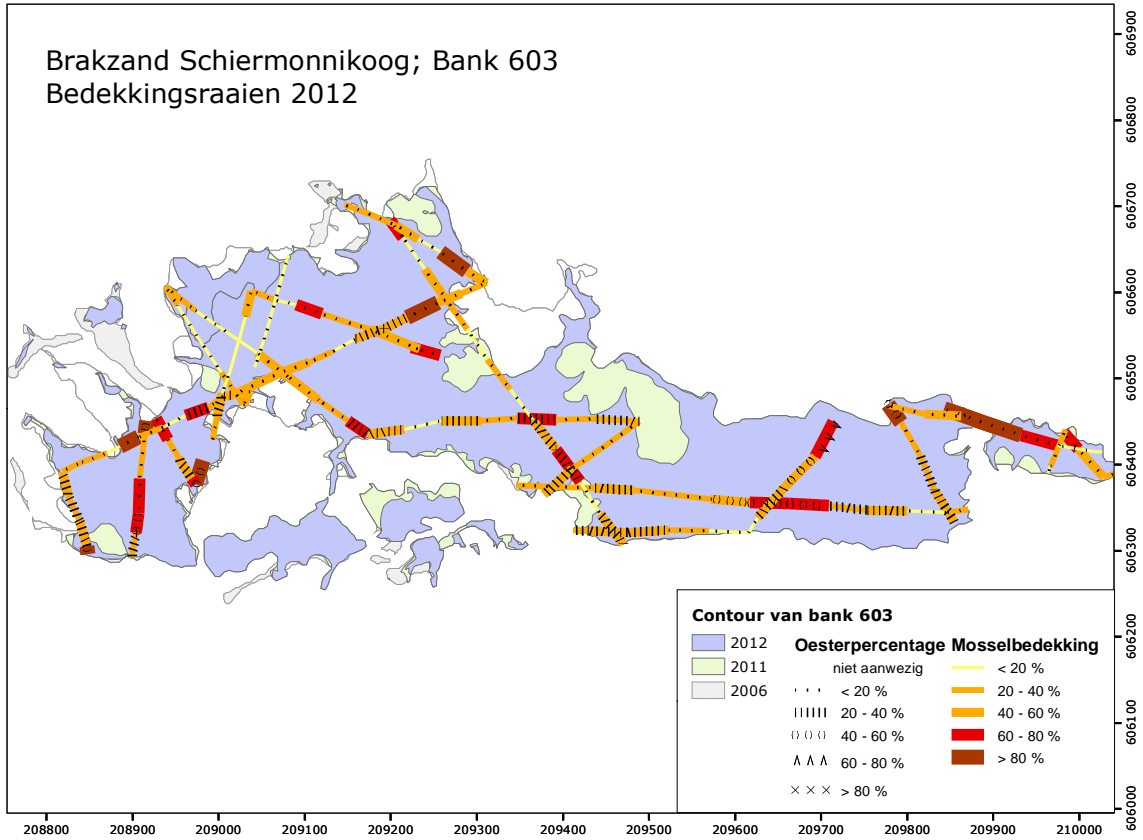 Brakzand Schiermonnikoog; Bank 603
Bedekkingsraaien 2012
606900
606800
606700
606600
606500
606400
606300
606200
606100
606000
Contour van bank 603
2012
2011
2006
Oesterpercentage
niet aanwezig
< 20 %
20 - 40 %
40 - 60 %
60 - 80 %
> 80 %
Mosselbedekking
< 20 %
20 - 40 %
40 - 60 %
60 - 80 %
> 80 %
208800 208900 209000 209100 209200 209300 209400 209500 209600 209700 209800 209900 210000